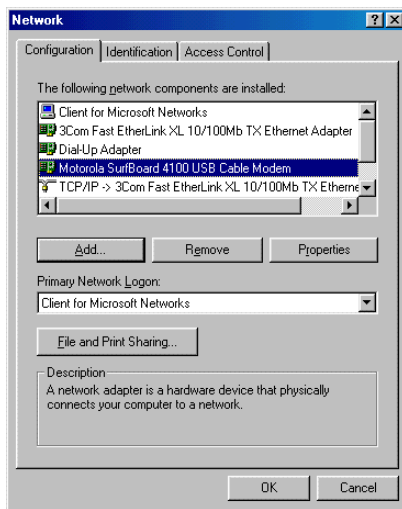 Network
Configuration Identification Access Control
The following network components are installed:
Client for Microsoft Networks
3Com Fast EtherLink XL 10/100Mb TX Ethernet Adapter
Dial-Up Adapter
Motorola SurfBoard 4100 USB Cable Modem
TCP/IP -> 3Com Fast EtherLink XL 10/100Mb TX Etherne
Add... Remove Properties
Primary Network Logon:
Client for Microsoft Networks
File and Print Sharing...
Description
A network adapter is a hardware device that physically
connects your computer to a network.
OK Cancel